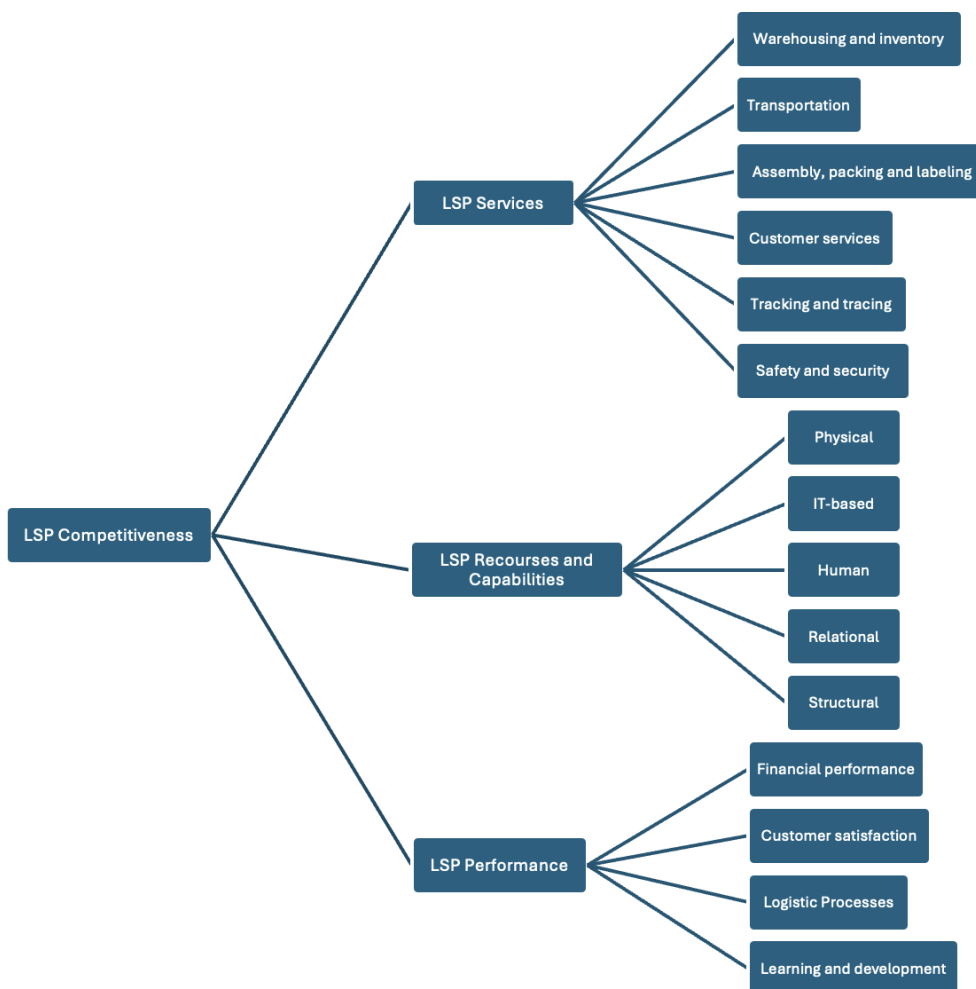 Warehousing and inventory
Transportation
Assembly, packing and labeling
LSP Services
Customer services
Tracking and tracing
Safety and security
Physical
IT-based
LSP Competitiveness
LSP Recourses and
Capabilities
Human
Relational
Structural
Financial performance
Customer satisfaction
LSP Performance
Logistic Processes
Learning and development